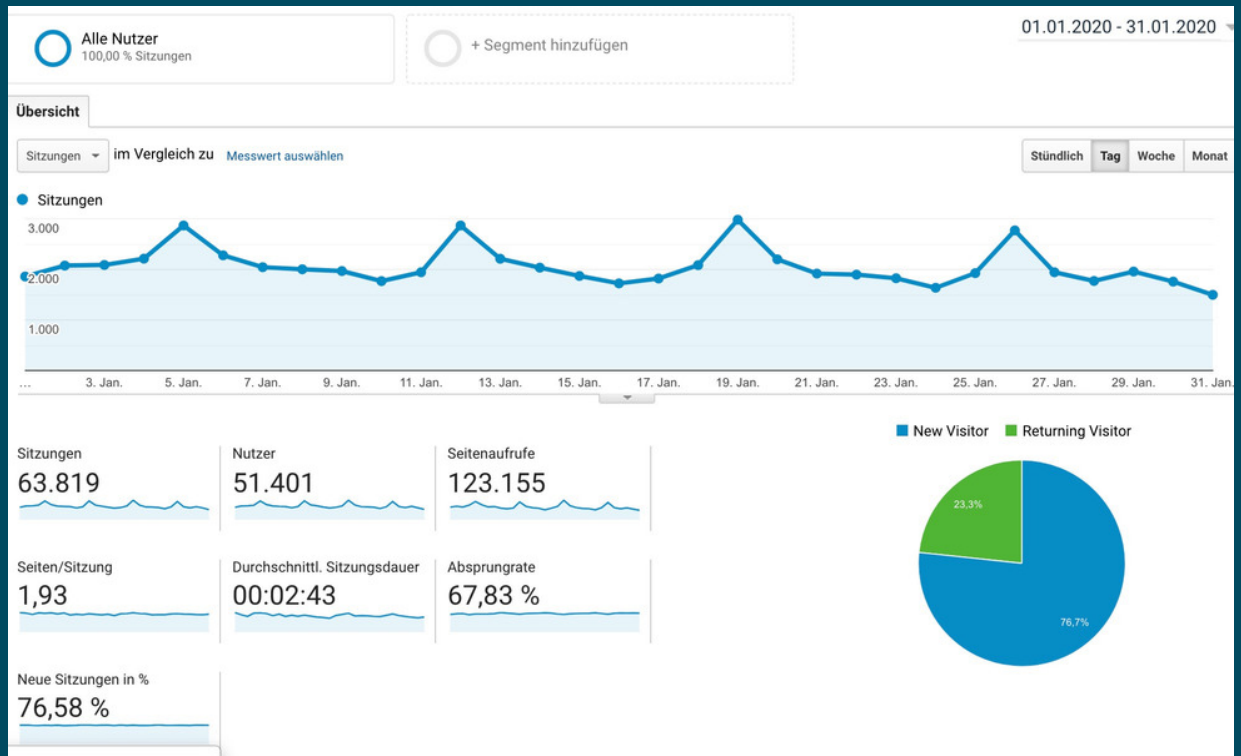 Alle Nutzer
100,00 % Sitzungen
+ Segment hinzufügen
01.01.2020 - 31.01.2020
Übersicht
Sitzungen im Vergleich zu Messwert auswählen
Stündlich Tag Woche Monat
Sitzungen
3.000
2.000
1.000
... 3. Jan. 5. Jan. 7. Jan. 9. Jan. 11. Jan. 13. Jan. 15. Jan. 17. Jan. 19. Jan. 21. Jan. 23. Jan. 25. Jan. 27. Jan. 29. Jan. 31. Jan.
New Visitor Returning Visitor
Sitzungen Nutzer Seitenaufrufe
63.819 51.401 123.155
23,3%
Seiten/Sitzung Durchschnittl. Sitzungsdauer Absprungrate
1,93 00:02:43 67,83 %
76,7%
Neue Sitzungen in %
76,58 %